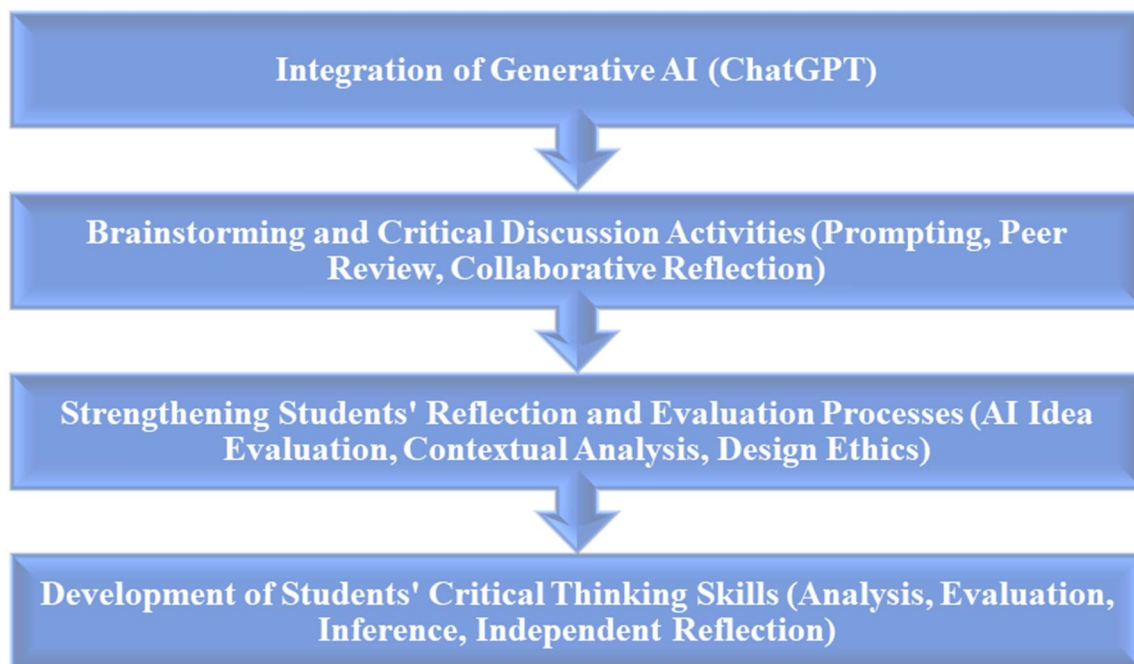 Integration of Generative AI (ChatGPT)
Brainstorming and Critical Discussion Activities (Prompting, Peer
Review, Collaborative Reflection)
Strengthening Students' Reflection and Evaluation Processes (AI Idea
Evaluation, Contextual Analysis, Design Ethics)
Development of Students' Critical Thinking Skills (Analysis, Evaluation,
Inference, Independent Reflection)